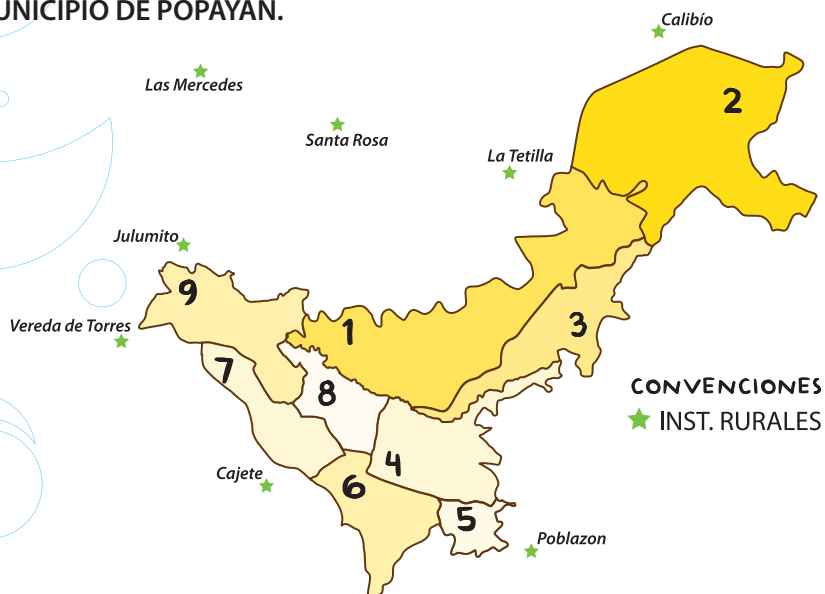 UNICIPIO DE POPAYÁN.
Calibío
Las Mercedes
2
Santa Rosa
La Tetilla
Julumito
9
Vereda de Torres
1
3
7
8
CONVENCIONES
INST. RURALES
4
Cajete
6
5
Poblazon